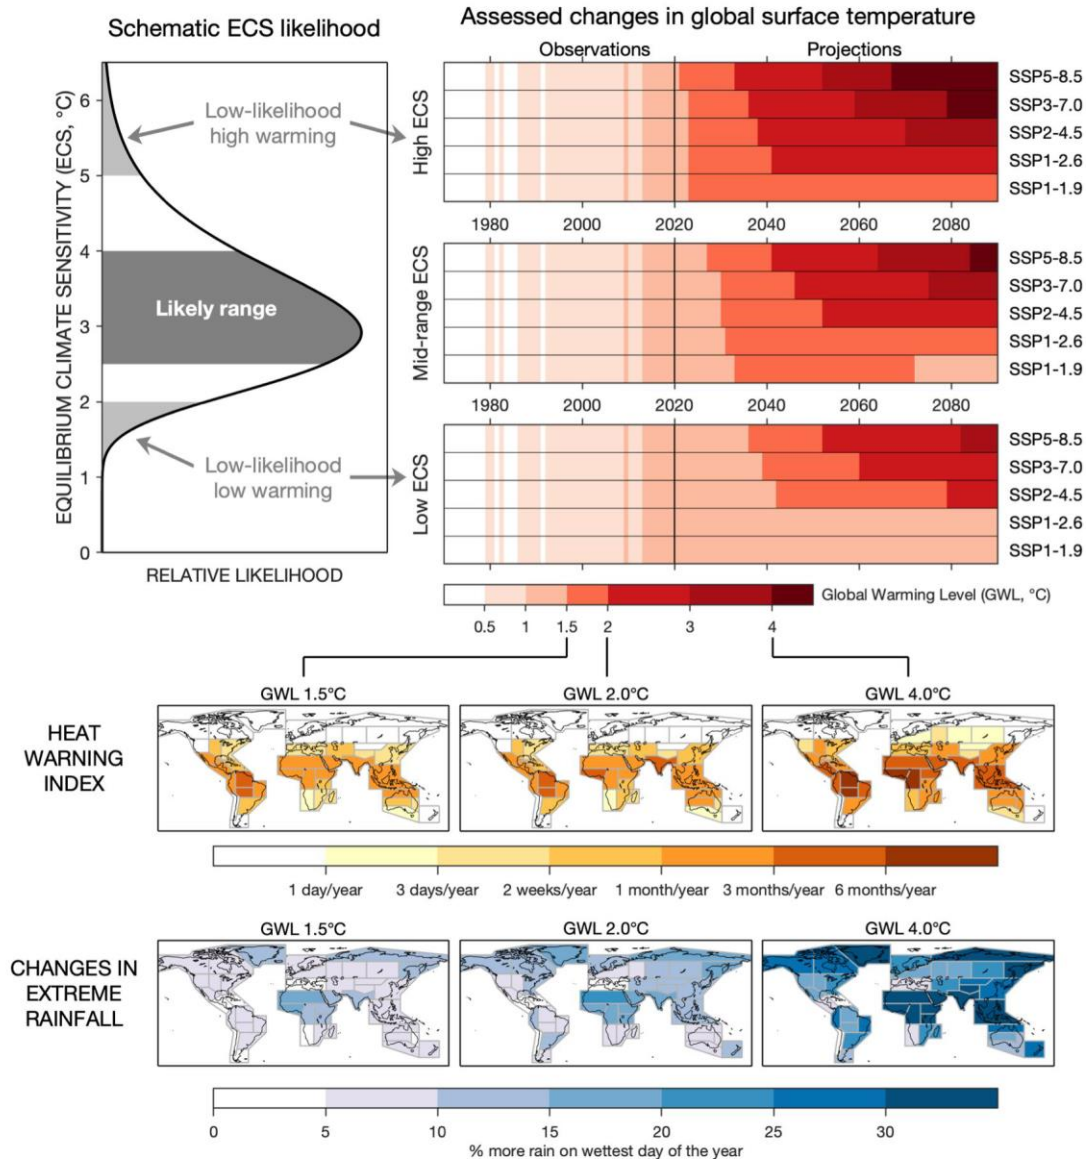 Schematic ECS likelihood
EQUILIBRIUM CLIMATE SENSITIVITY (ECS, °C)
6
5
4
3
2
1
0
Low-likelihood
high warming
Likely range
Low-likelihood
low warming
RELATIVE LIKELIHOOD
Assessed changes in global surface temperature
Observations
Projections
High ECS
SSP5-8.5
SSP3-7.0
SSP2-4.5
SSP1-2.6
SSP1-1.9
1980 2000 2020 2040 2060 2080
Mid-range ECS
SSP5-8.5
SSP3-7.0
SSP2-4.5
SSP1-2.6
SSP1-1.9
1980 2000 2020 2040 2060 2080
Low ECS
SSP5-8.5
SSP3-7.0
SSP2-4.5
SSP1-2.6
SSP1-1.9
Global Warming Level (GWL, °C)
0.5 1 1.5 2 3 4
HEAT
WARNING
INDEX
GWL 1.5°C GWL 2.0°C GWL 4.0°C
1 day/year 3 days/year 2 weeks/year 1 month/year 3 months/year 6 months/year
CHANGES IN
EXTREME
RAINFALL
GWL 1.5°C GWL 2.0°C GWL 4.0°C
0 5 10 15 20 25 30
% more rain on wettest day of the year